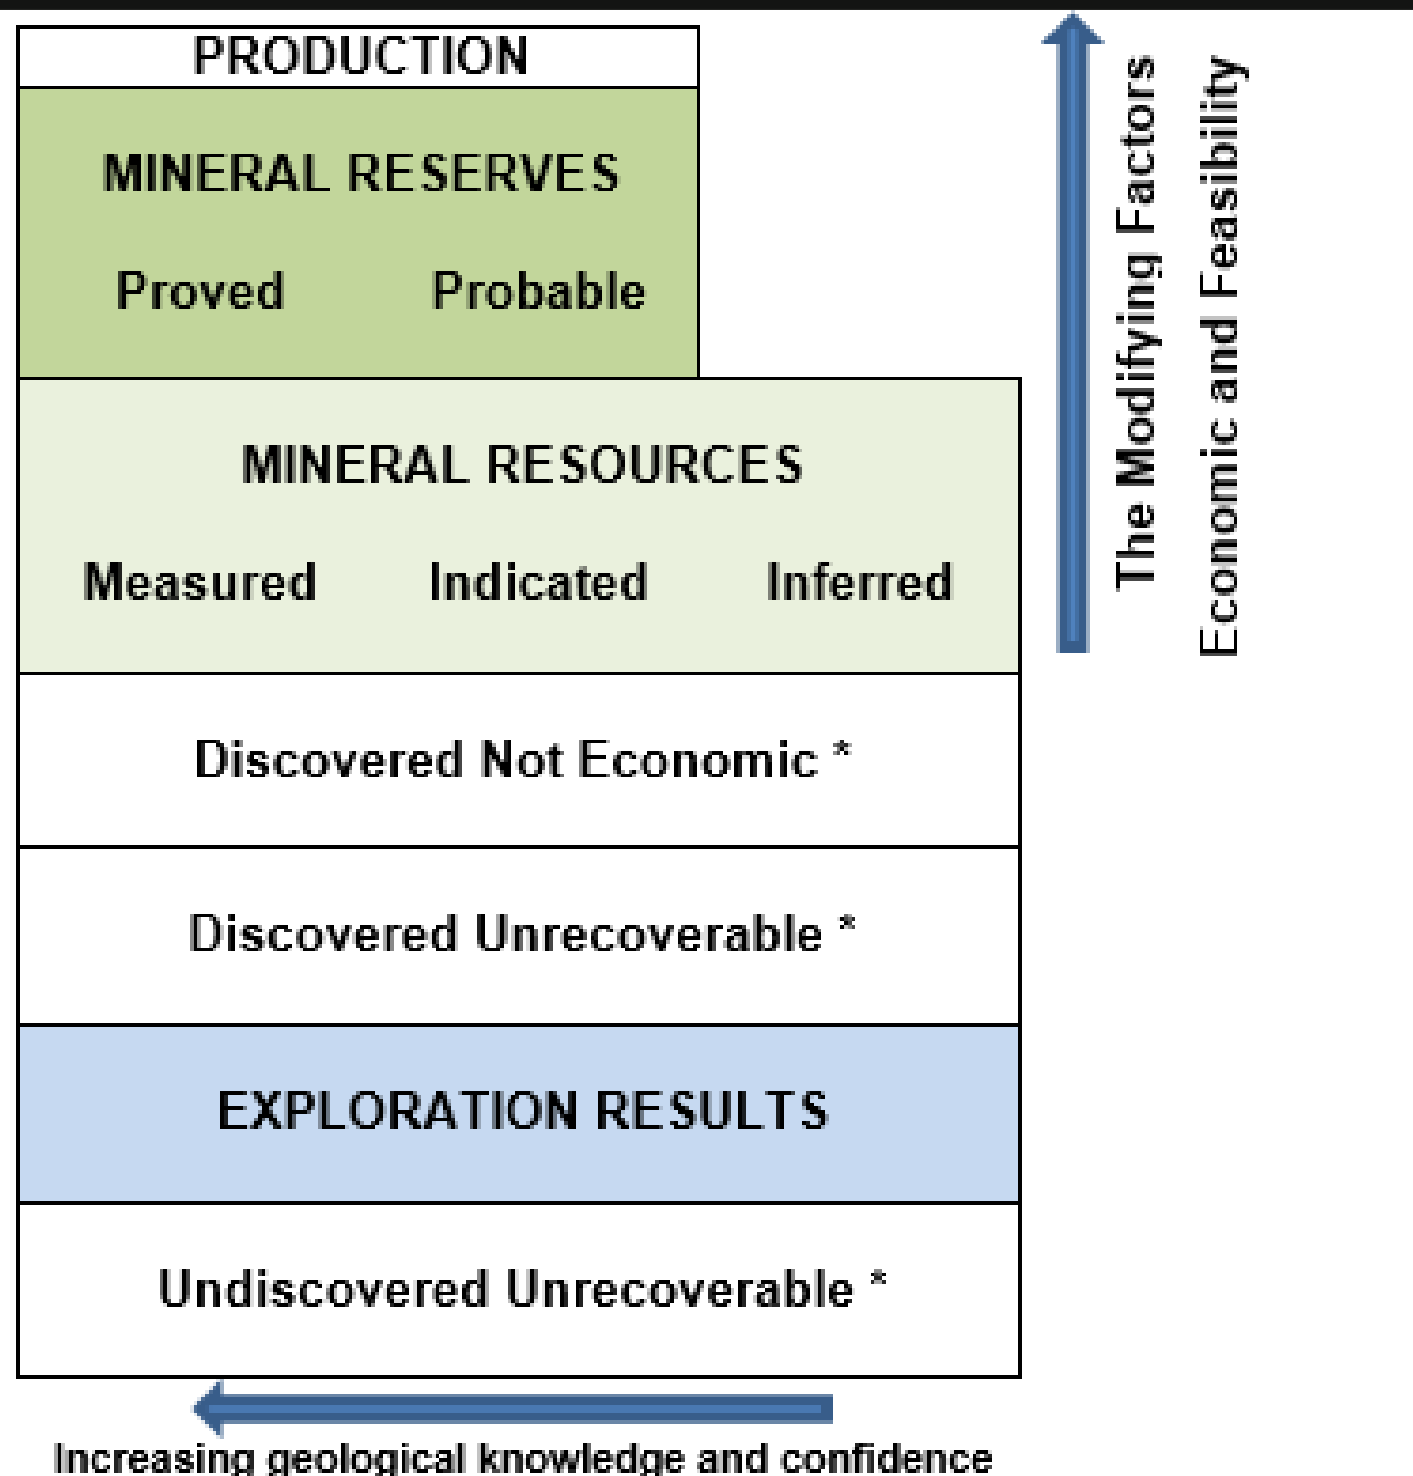 PRODUCTION
MINERAL RESERVES
Proved Probable
MINERAL RESOURCES
Measured Indicated Inferred
Discovered Not Economic *
Discovered Unrecoverable *
EXPLORATION RESULTS
Undiscovered Unrecoverable *
Increasing geological knowledge and confidence
The Modifying Factors
Economic and Feasibility